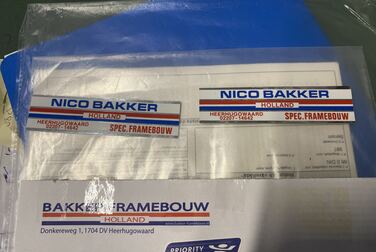 NICO BAKKER
HOLLAND
HEERHUGOWAARD
02207-14642
SPEC.FRAMEBOUW
NICO BAKKER
HOLLAND
HEERHUGOWAARD
02207-14642
SPEC.FRAMEBOUW
BAKKER FRAMEBOUW
HOLLAND
Donkereweg 1, 1704 DV Heerhugowaard
PRIORITY